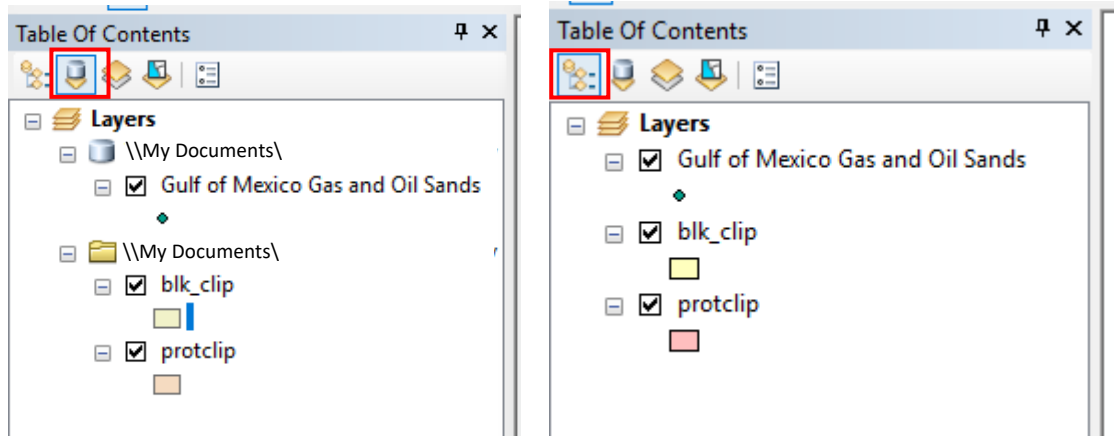 Table Of Contents
Layers
\\My Documents\
Gulf of Mexico Gas and Oil Sands
\\My Documents\
blk_clip
protclip
Table Of Contents
Layers
Gulf of Mexico Gas and Oil Sands
blk_clip
protclip